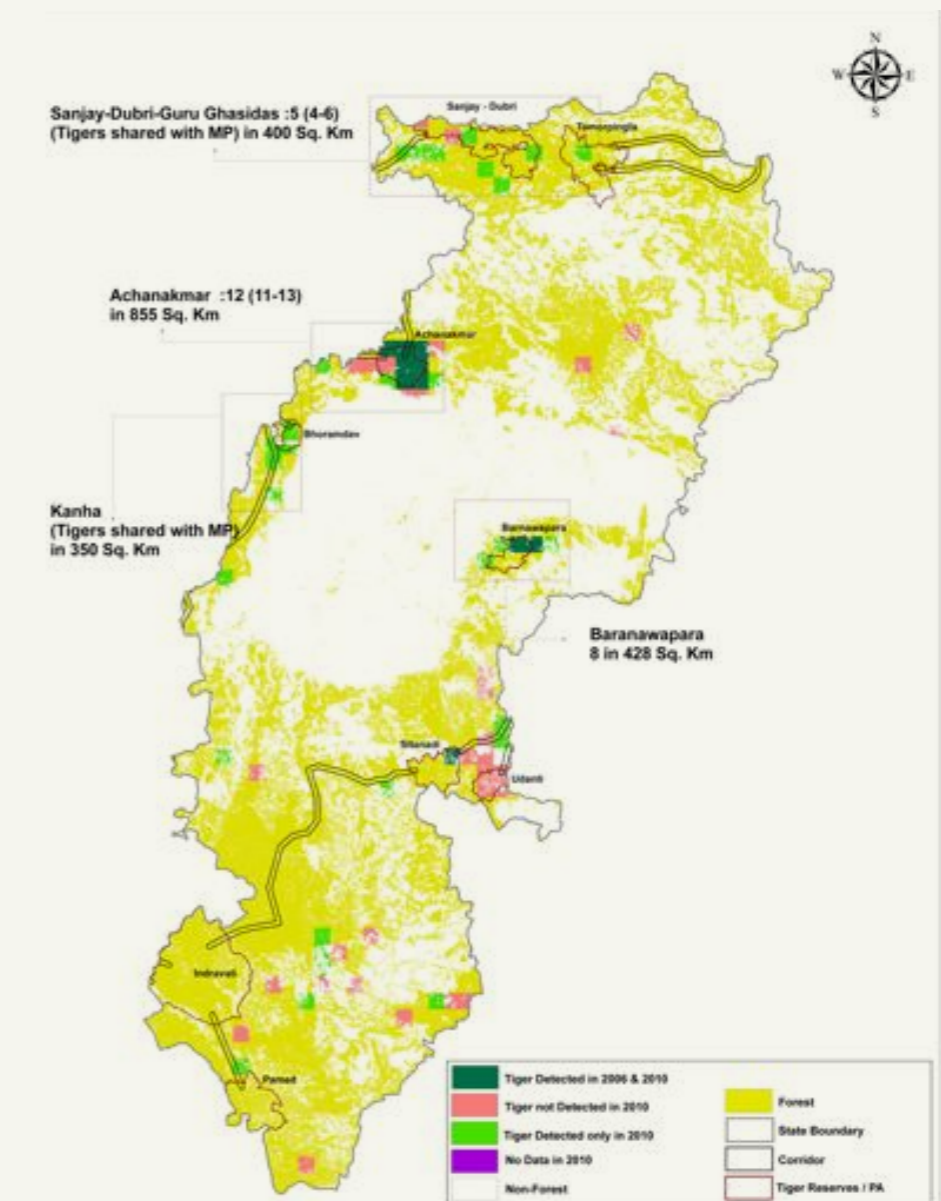 N
W E
S
Sanjay - Dubri
Sanjay-Dubri-Guru Ghasidas :5 (4-6)
(Tigers shared with MP) in 400 Sq. Km
Tamorpingla
Achanakmar :12 (11-13)
in 855 Sq. Km
Achanakmar
Bhoramdev
Kanha
(Tigers shared with MP)
in 350 Sq. Km
Barnawapara
Baranawapara
8 in 428 Sq. Km
Sitanadi
Udanti
Indravati
Pamed
Tiger Detected in 2006 & 2010
Tiger not Detected in 2010
Tiger Detected only in 2010
No Data in 2010
Non-Forest
Forest
State Boundary
Corridor
Tiger Reserves / PA